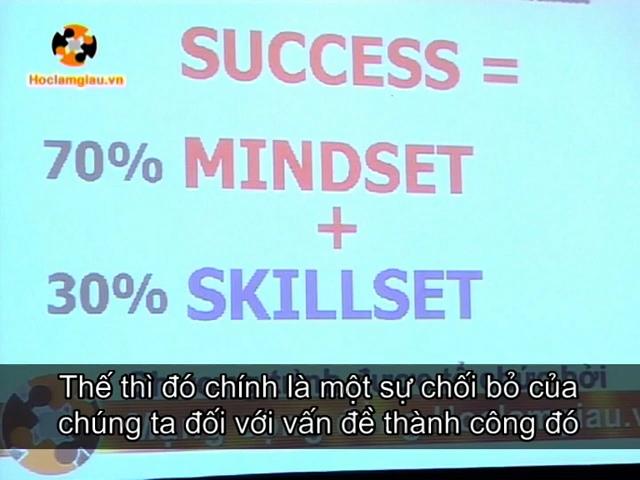 Hoclamgiau.vn
SUCCESS =
70% MINDSET
+
30% SKILLSET
Thế thì đó chính là một sự chối bỏ của
chúng ta đối với vấn đề thành công đó